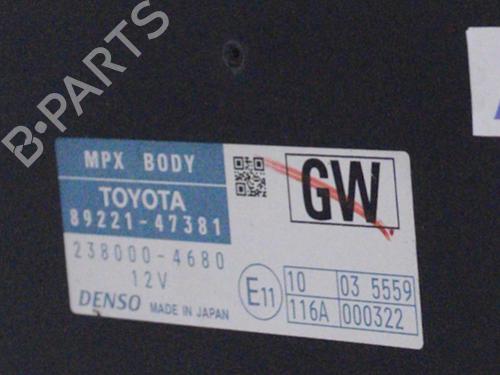 B-PARTS
MPX BODY
TOYOTA
89221-47381
238000-4680
12V
DENSO MADE IN JAPAN
GW
E11
10 03 5559
116A 000322